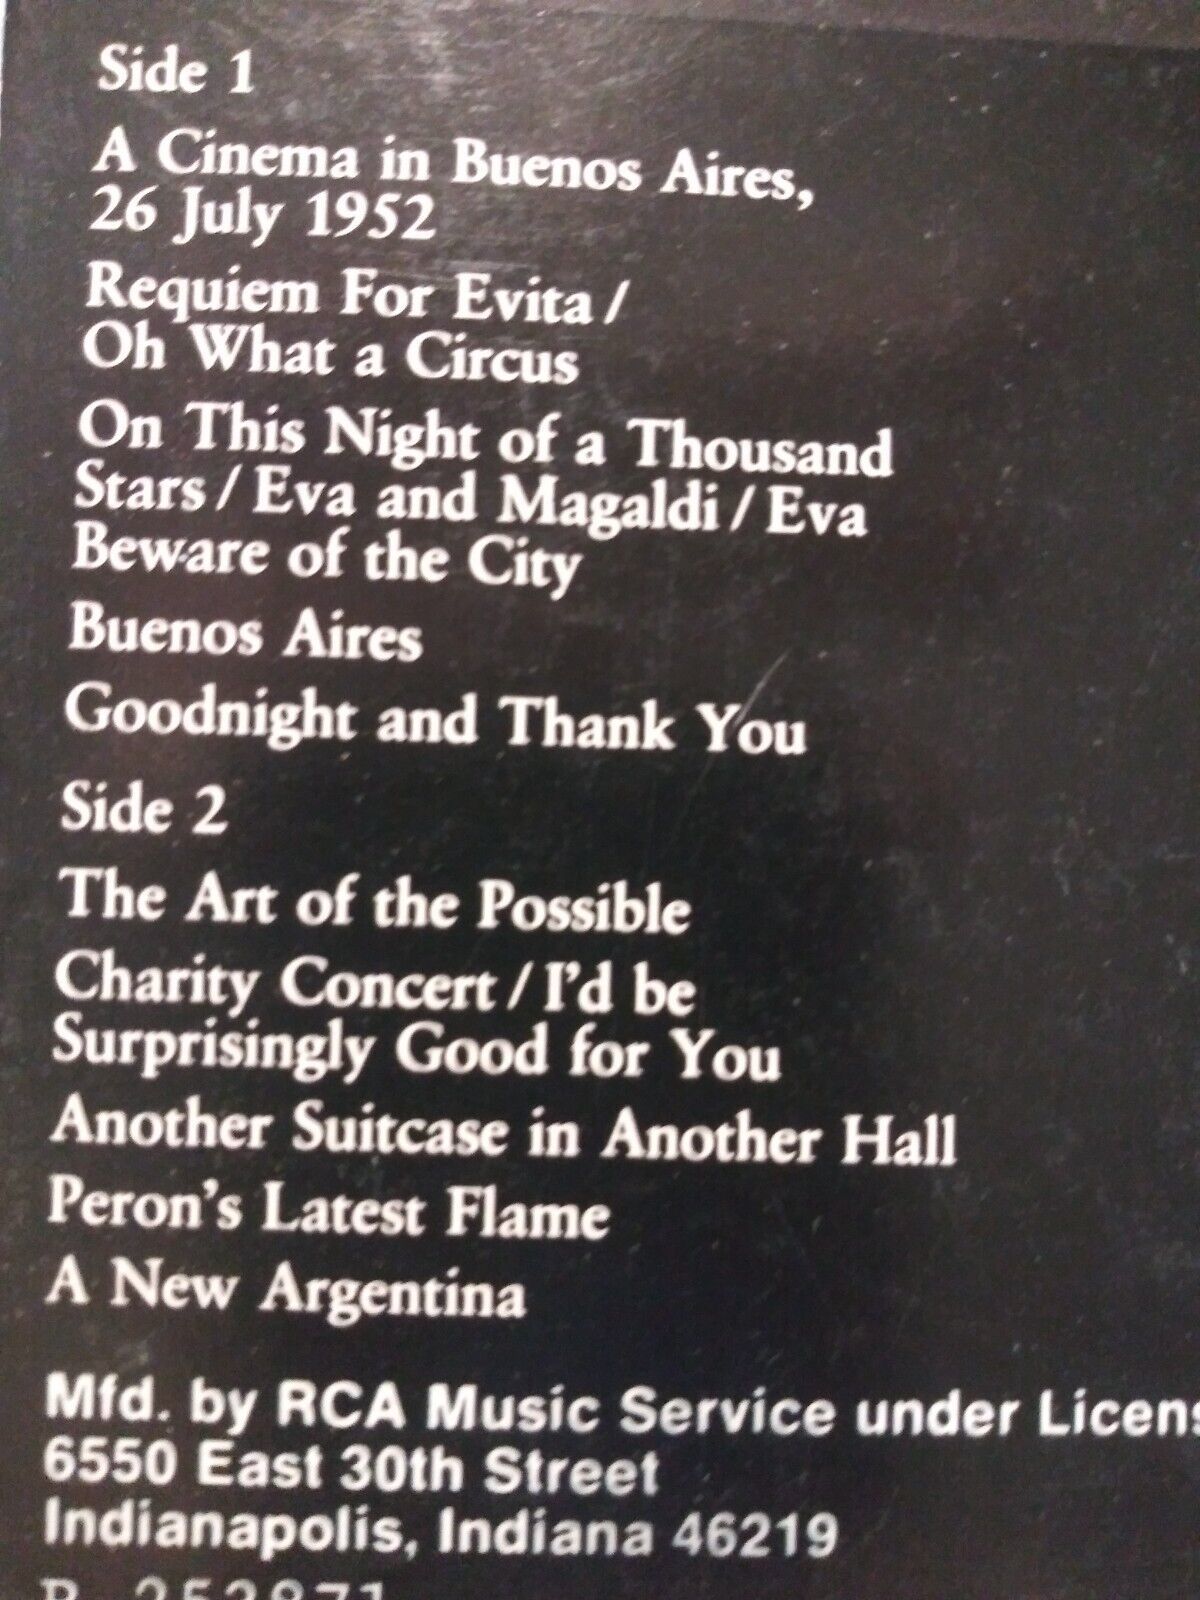 Side 1
A Cinema in Buenos Aires,
26 July 1952
Requiem For Evita /
Oh What a Circus
On This Night of a Thousand
Stars / Eva and Magaldi / Eva
Beware of the City
Buenos Aires
Goodnight and Thank You
Side 2
The Art of the Possible
Charity Concert / I'd be
Surprisingly Good for You
Another Suitcase in Another Hall
Peron's Latest Flame
A New Argentina
Mfd. by RCA Music Service under Licens
6550 East 30th Street
Indianapolis, Indiana 46219